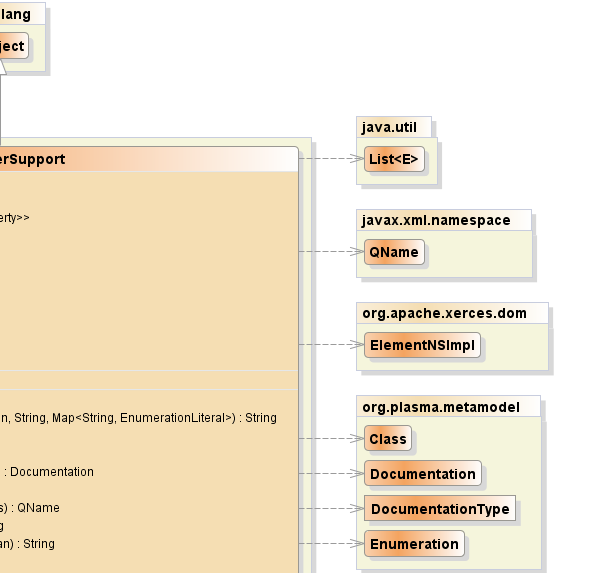 lang
ject
erSupport
erty>>
n, String, Map<String, EnumerationLiteral>) : String
: Documentation
s) : QName
g
an) : String
java.util
List<E>
javax.xml.namespace
QName
org.apache.xerces.dom
ElementNSImpl
org.plasma.metamodel
Class
Documentation
DocumentationType
Enumeration